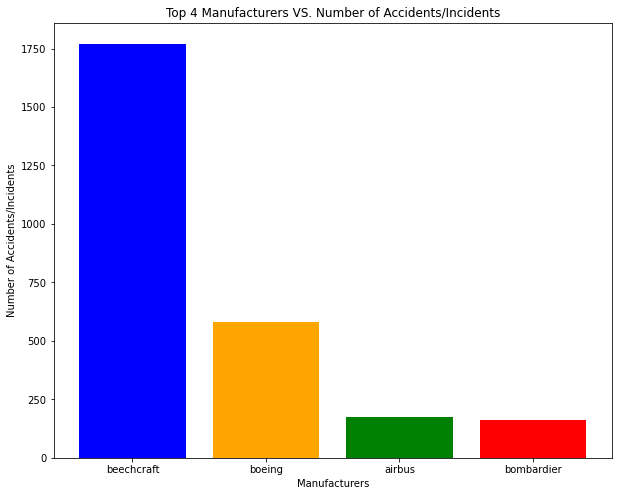 Top 4 Manufacturers VS. Number of Accidents/Incidents
Number of Accidents/Incidents
1750
1500
1250
1000
750
500
250
0
beechcraft
boeing
airbus
bombardier
Manufacturers